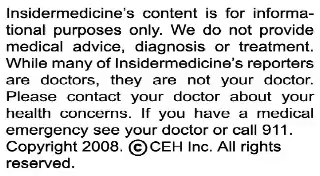 Insidermedicine's content is for informa-
tional purposes only. We do not provide
medical advice, diagnosis or treatment.
While many of Insidermedicine's reporters
are doctors, they are not your doctor.
Please contact your doctor about your
health concerns. If you have a medical
emergency see your doctor or call 911.
Copyright 2008. ©CEH Inc. All rights
reserved.